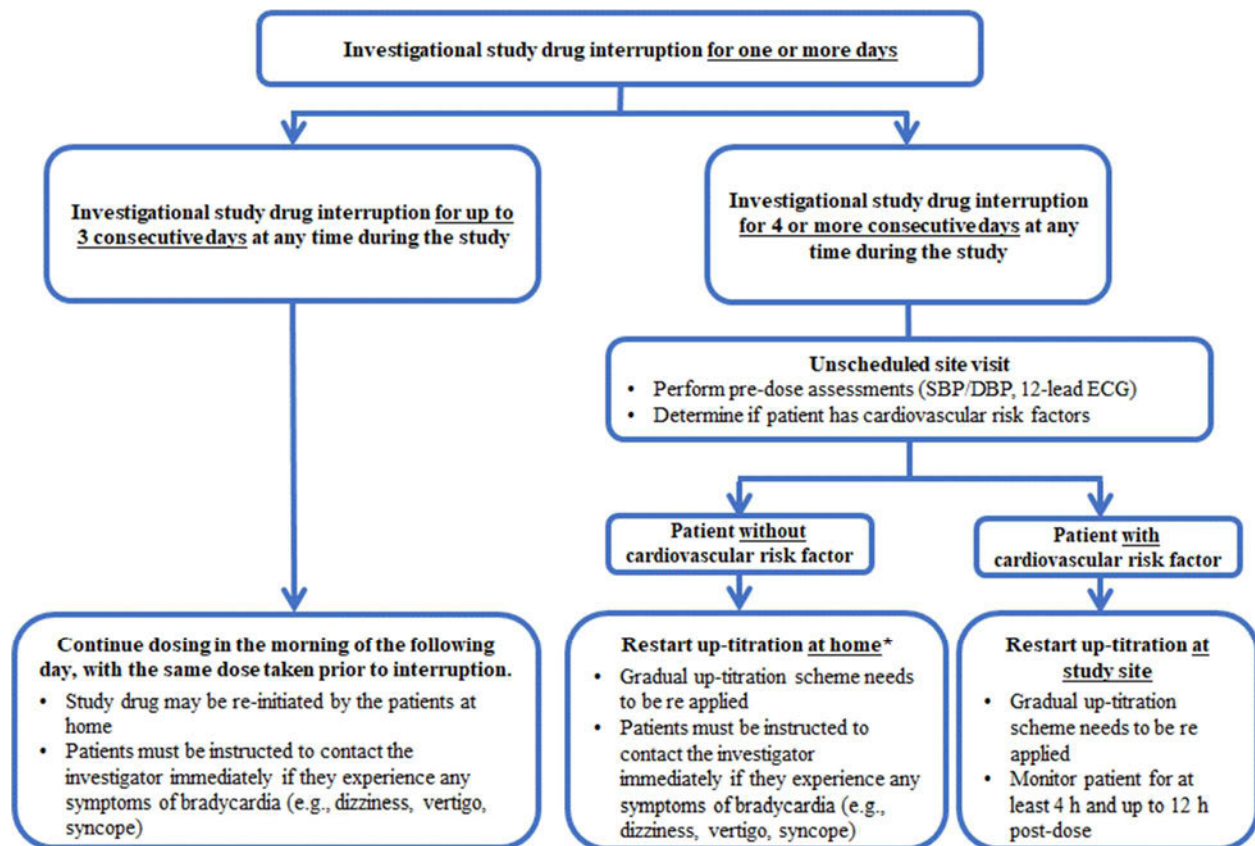 Investigational study drug interruption for one or more days
Investigational study drug interruption for up to
3 consecutive days at any time during the study
Investigational study drug interruption
for 4 or more consecutive days at any
time during the study
Unscheduled site visit
• Perform pre-dose assessments (SBP/DBP, 12-lead ECG)
• Determine if patient has cardiovascular risk factors
Patient without
cardiovascular risk factor
Patient with
cardiovascular risk factor
Continue dosing in the morning of the following
day, with the same dose taken prior to interruption.
• Study drug may be re-initiated by the patients at
home
• Patients must be instructed to contact the
investigator immediately if they experience any
symptoms of bradycardia (e.g., dizziness, vertigo,
syncope)
Restart up-titration at home*
• Gradual up-titration scheme needs
to be re applied
• Patients must be instructed to
contact the investigator
immediately if they experience any
symptoms of bradycardia (e.g.,
dizziness, vertigo, syncope)
Restart up-titration at
study site
• Gradual up-titration
scheme needs to be re
applied
• Monitor patient for at
least 4 h and up to 12 h
post-dose